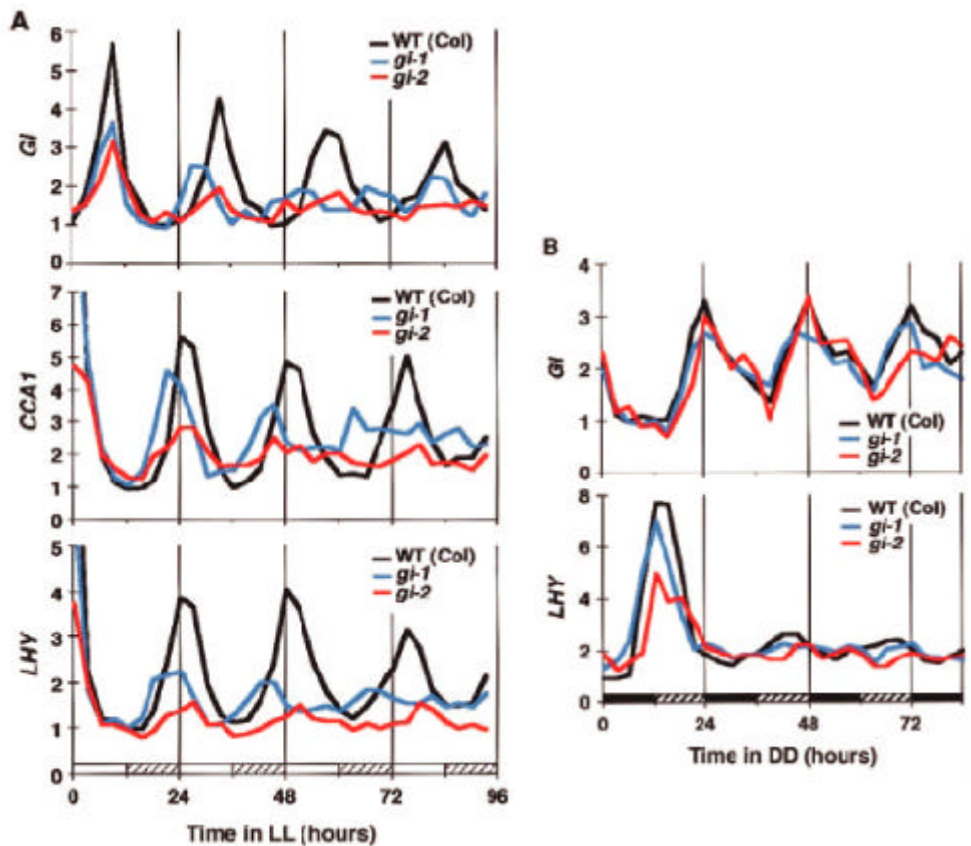 A
6
5
4
3
2
1
0
GI
WT (Col)
gi-1
gi-2
7
6
5
4
3
2
1
0
CCA1
WT (Col)
gi-1
gi-2
5
4
3
2
1
0
LHY
WT (Col)
gi-1
gi-2
0 24 48 72 96
Time in LL (hours)
B
4
3
2
1
0
GI
WT (Col)
gi-1
gi-2
8
6
4
2
0
LHY
WT (Col)
gi-1
gi-2
0 24 48 72
Time in DD (hours)